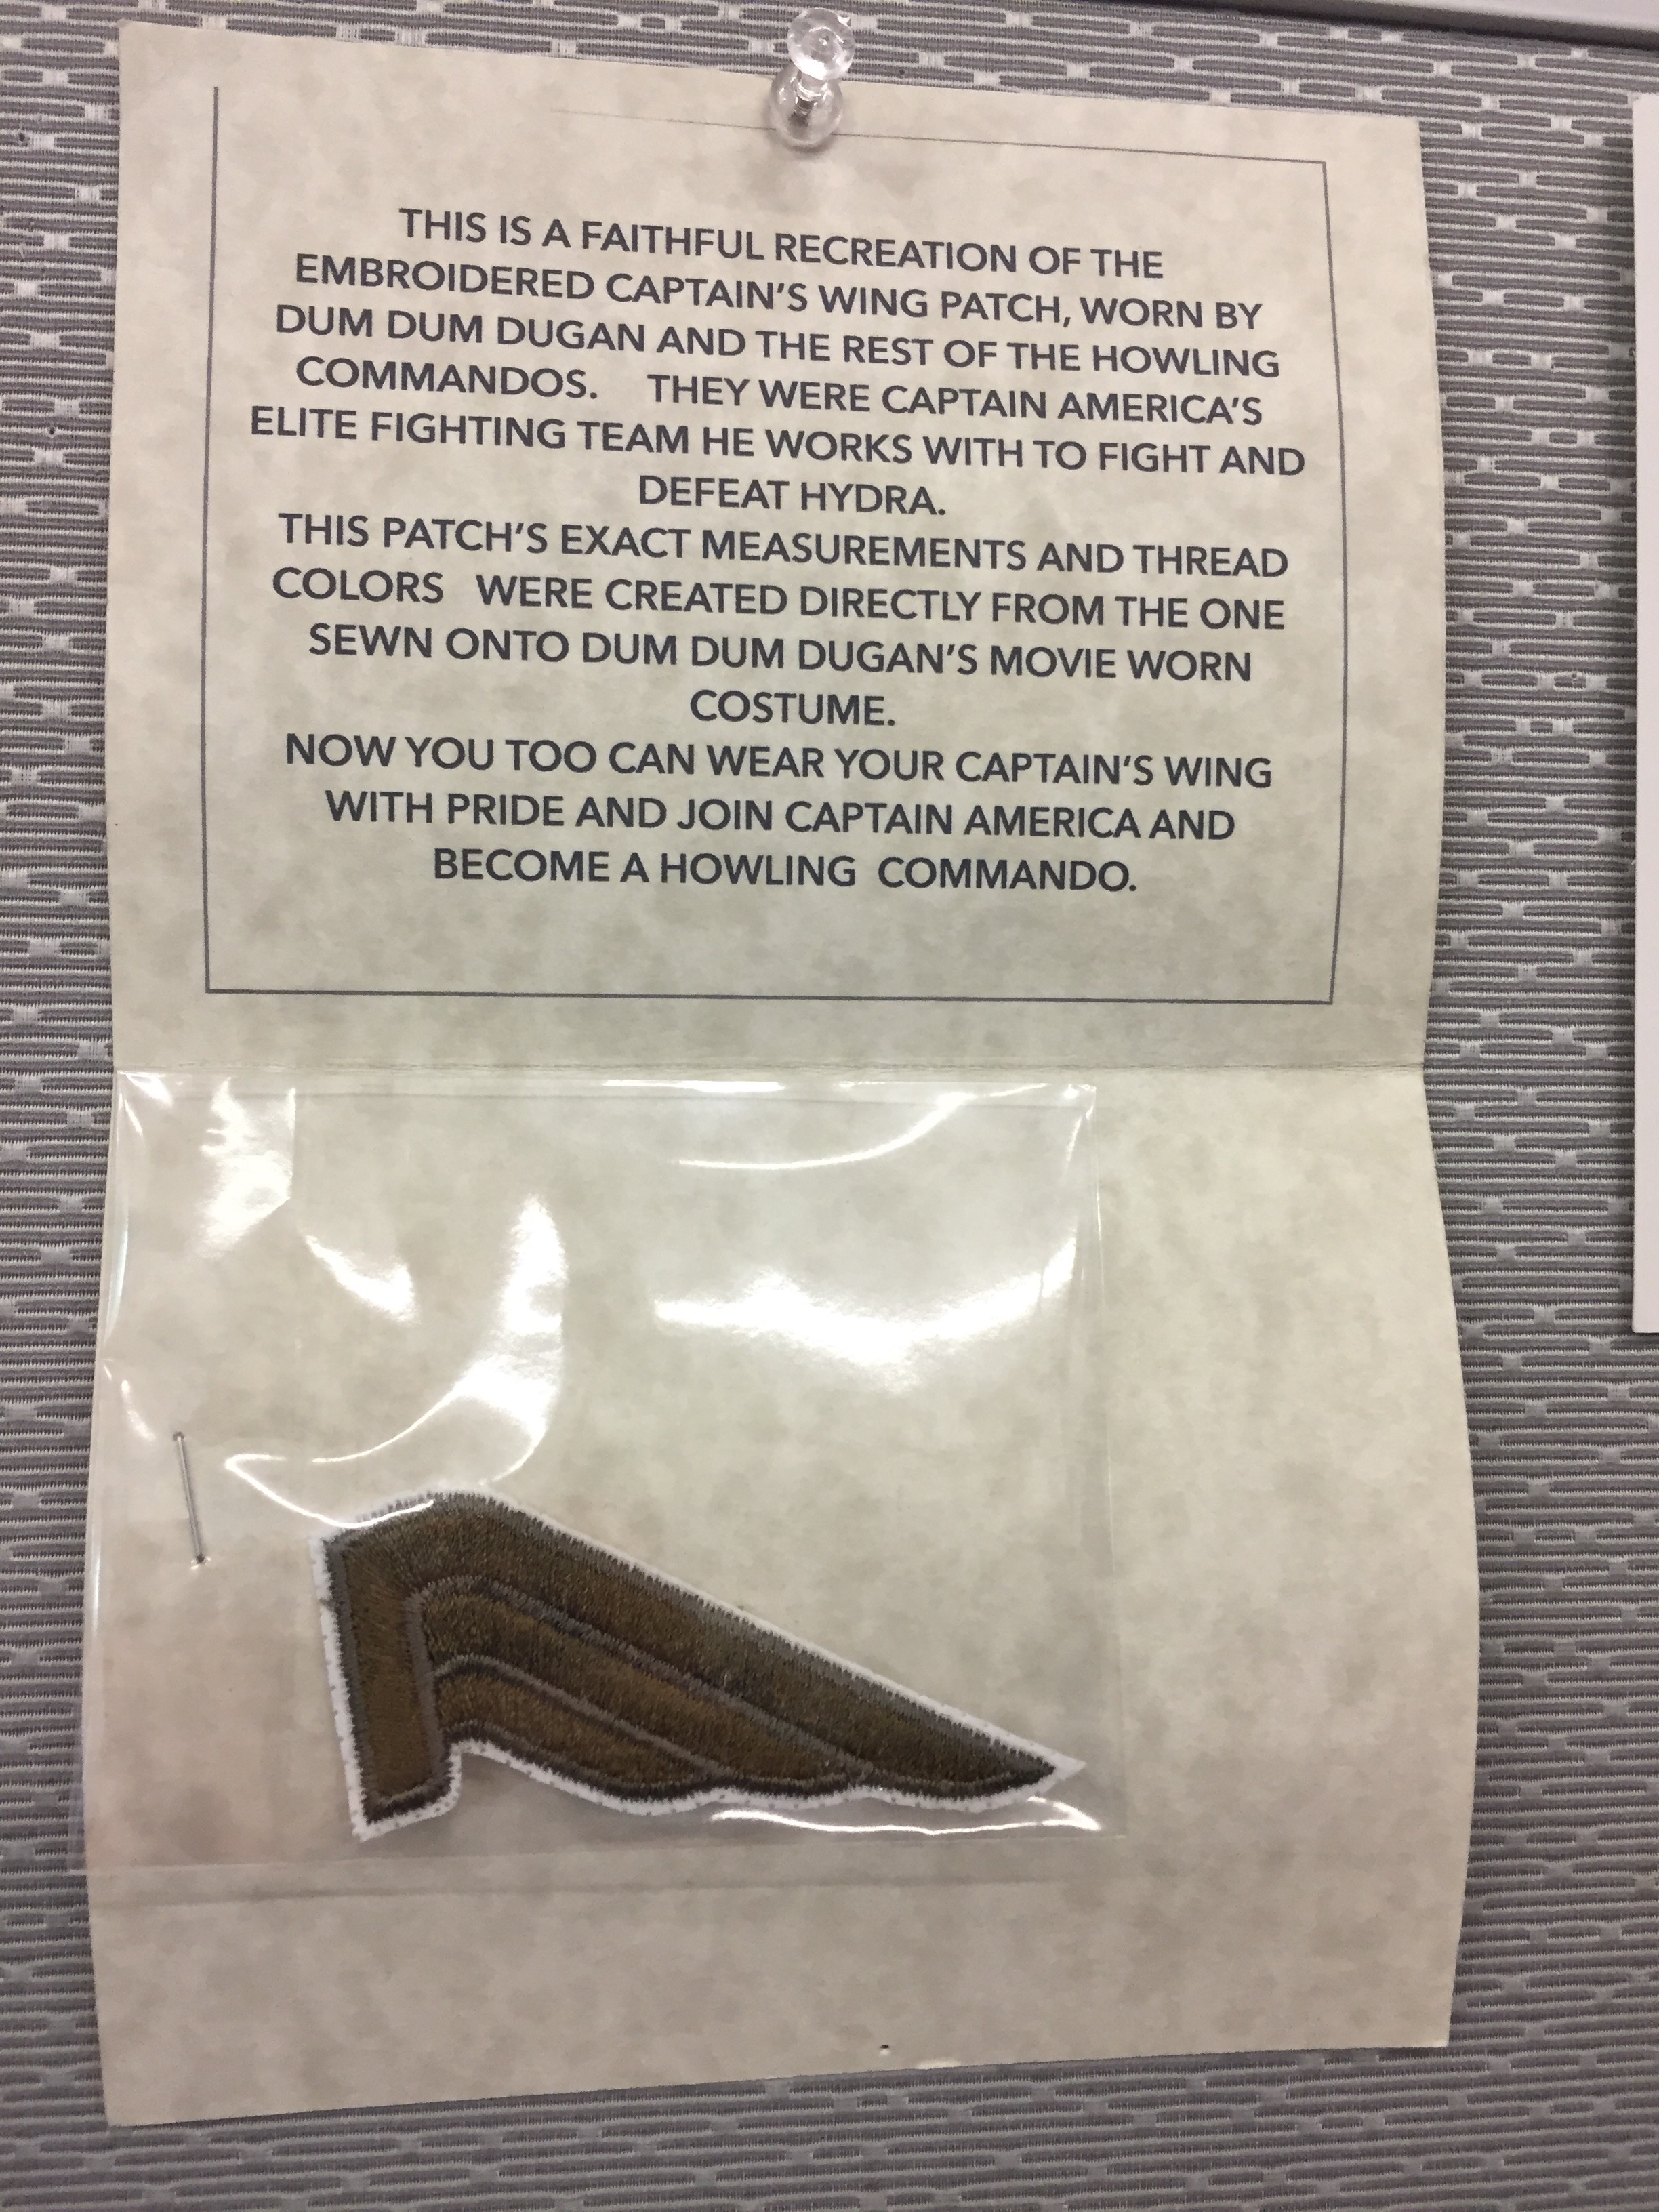 THIS IS A FAITHFUL RECREATION OF THE
EMBROIDERED CAPTAIN'S WING PATCH, WORN BY
DUM DUM DUGAN AND THE REST OF THE HOWLING
COMMANDOS. THEY WERE CAPTAIN AMERICA'S
ELITE FIGHTING TEAM HE WORKS WITH TO FIGHT AND
DEFEAT HYDRA.
THIS PATCH'S EXACT MEASUREMENTS AND THREAD
COLORS WERE CREATED DIRECTLY FROM THE ONE
SEWN ONTO DUM DUM DUGAN'S MOVIE WORN
COSTUME.
NOW YOU TOO CAN WEAR YOUR CAPTAIN'S WING
WITH PRIDE AND JOIN CAPTAIN AMERICA AND
BECOME A HOWLING COMMANDO.